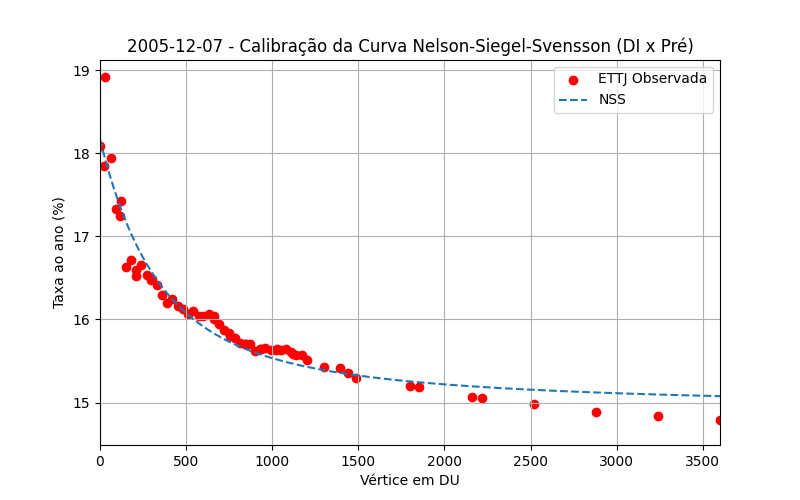 2005-12-07 - Calibração da Curva Nelson-Siegel-Svensson (DI x Pré)
ETTJ Observada
NSS
Taxa ao ano (%)
19
18
17
16
15
0 500 1000 1500 2000 2500 3000 3500
Vértice em DU